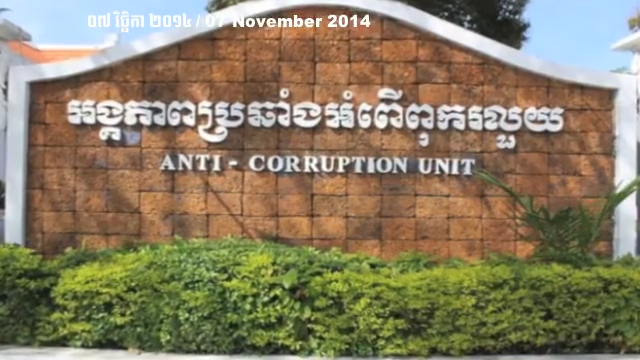 ០៧ វិច្ឆិកា ២០១៤ / 07 November 2014
អង្គភាពប្រឆាំងអំពើពុករលួយ
ANTI - CORRUPTION UNIT